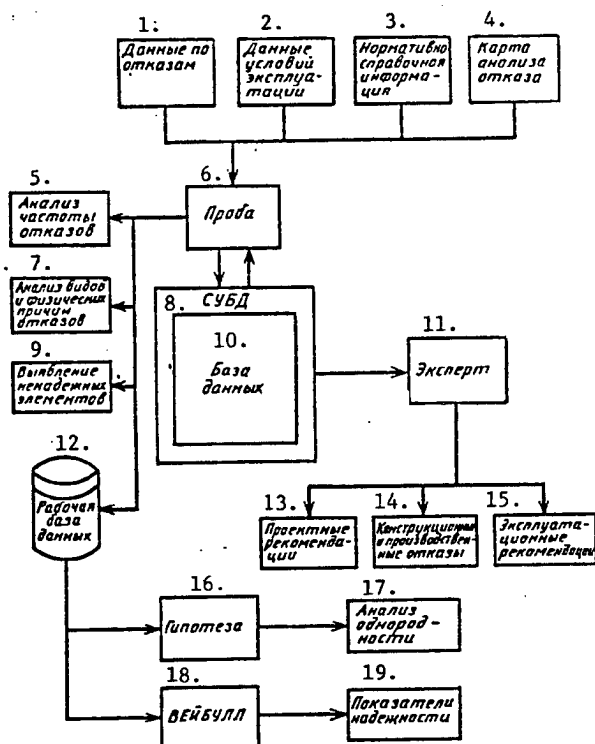 1:
Данные по
отказам
2.
Данные
условий
эксплуа-
тации
3.
Нормативно
справочная
информа-
ция
4.
Карта
анализа
отказа
5.
Анализ
частоты
отказов
6.
Проба
7.
Анализ видов
и физических
причин
отказов
8.
СУБД
9.
Выявление
ненадежных
элементов
10.
База
данных
11.
Эксперт
12.
Рабочая
база
данных
13.
Проектные
рекоменда-
ции
14.
Конструкционные
и производствен-
ные отказы
15.
Эксплуата-
ционные
рекомендации
16.
Гипотеза
17.
Анализ
однород-
ности
18.
ВЕЙБУЛЛ
19.
Показатели
надежности